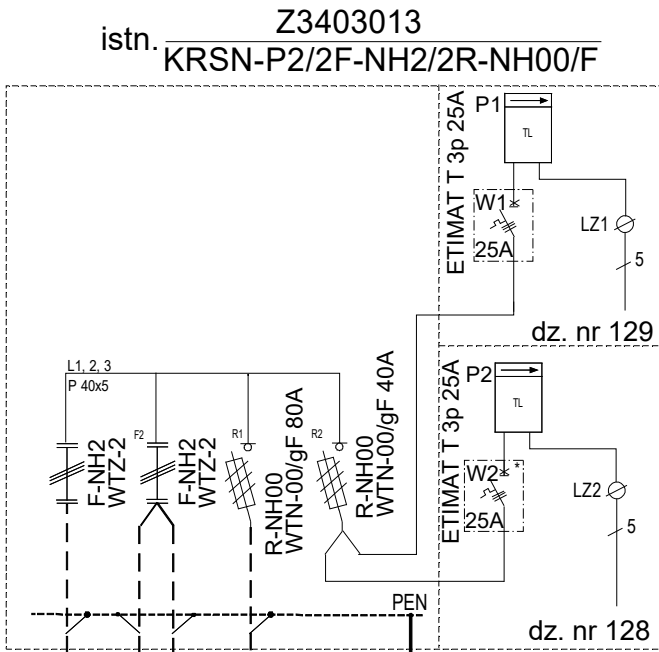 istn. Z3403013
KRSN-P2/2F-NH2/2R-NH00/F
ETIMAT T 3p 25A
P1
TL
W1
25A
LZ1
5
dz. nr 129
ETIMAT T 3p 25A
P2
TL
W2 *
25A
LZ2
5
dz. nr 128
L1, 2, 3
P 40x5
F-NH2
WTZ-2
F2
F-NH2
WTZ-2
R1
R-NH00
WTN-00/gF 80A
R2
R-NH00
WTN-00/gF 40A
PEN